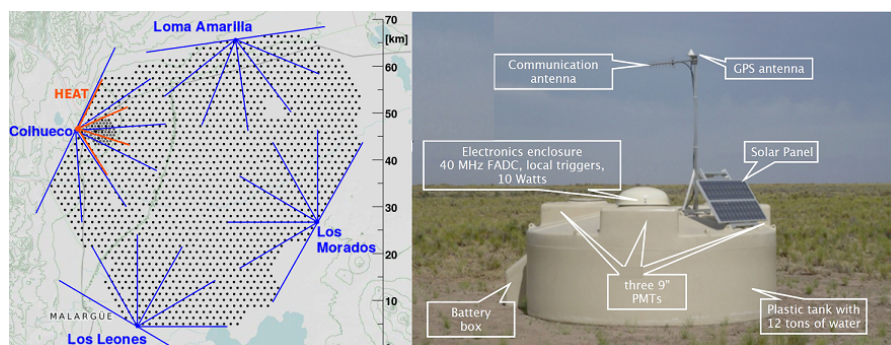 Loma Amarilla
HEAT
Colhueco
Los
Morados
MALARGÜE
Los Leones
70
[km]
60
50
40
30
20
10
0
Communication
antenna
GPS antenna
Electronics enclosure
40 MHz FADC, local triggers,
10 Watts
Solar Panel
three 9"
PMTs
Battery
box
Plastic tank with
12 tons of water